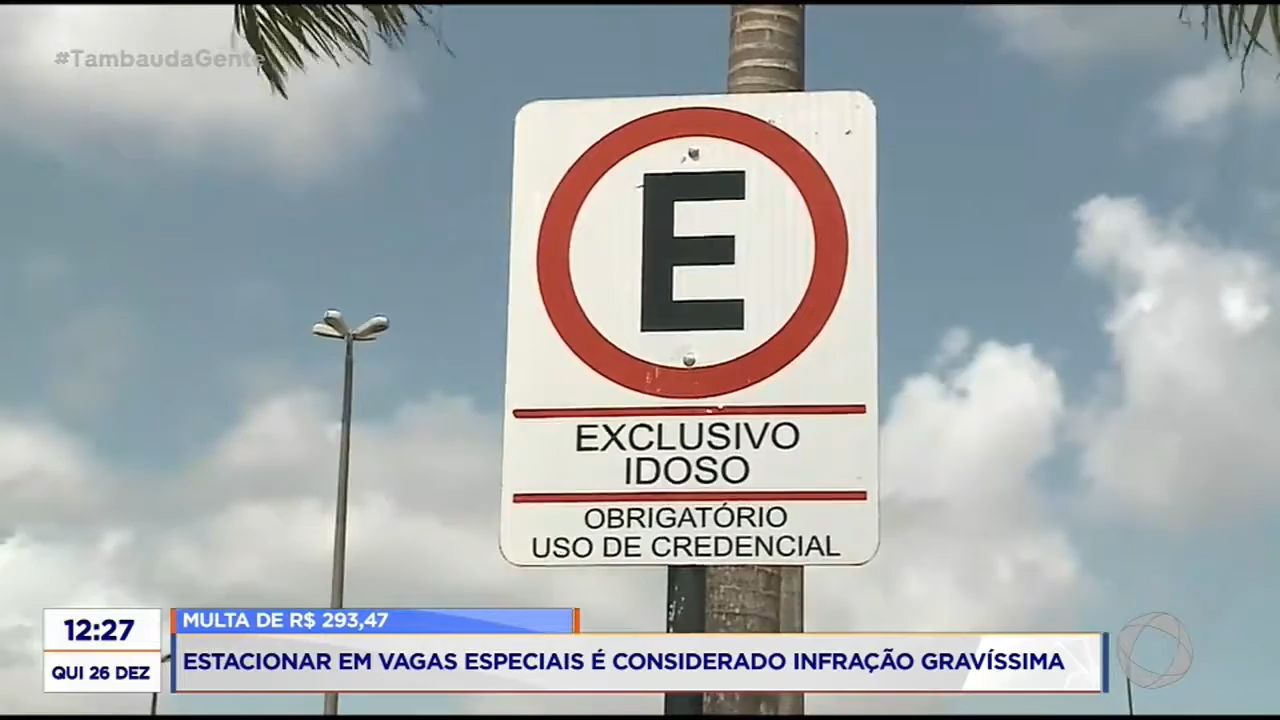 #TambaudaGente
E
EXCLUSIVO
IDOSO
OBRIGATÓRIO
USO DE CREDENCIAL
12:27
MULTA DE R$ 293,47
QUI 26 DEZ
ESTACIONAR EM VAGAS ESPECIAIS É CONSIDERADO INFRAÇÃO GRAVÍSSIMA